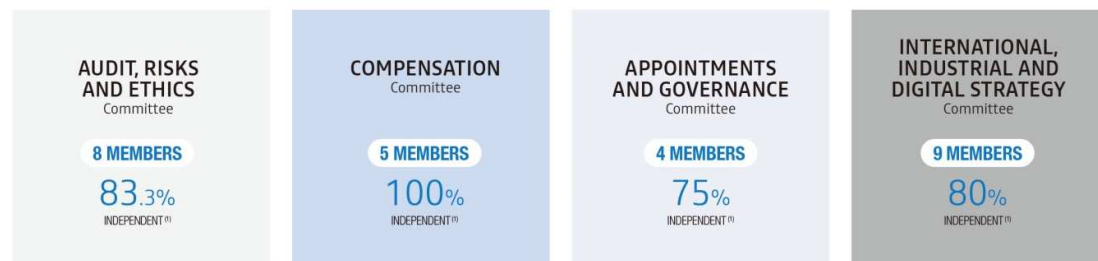 AUDIT, RISKS
AND ETHICS
Committee
8 MEMBERS
83.3%
INDEPENDENT (1)
COMPENSATION
Committee
5 MEMBERS
100%
INDEPENDENT (1)
APPOINTMENTS
AND GOVERNANCE
Committee
4 MEMBERS
75%
INDEPENDENT (1)
INTERNATIONAL,
INDUSTRIAL AND
DIGITAL STRATEGY
Committee
9 MEMBERS
80%
INDEPENDENT (1)